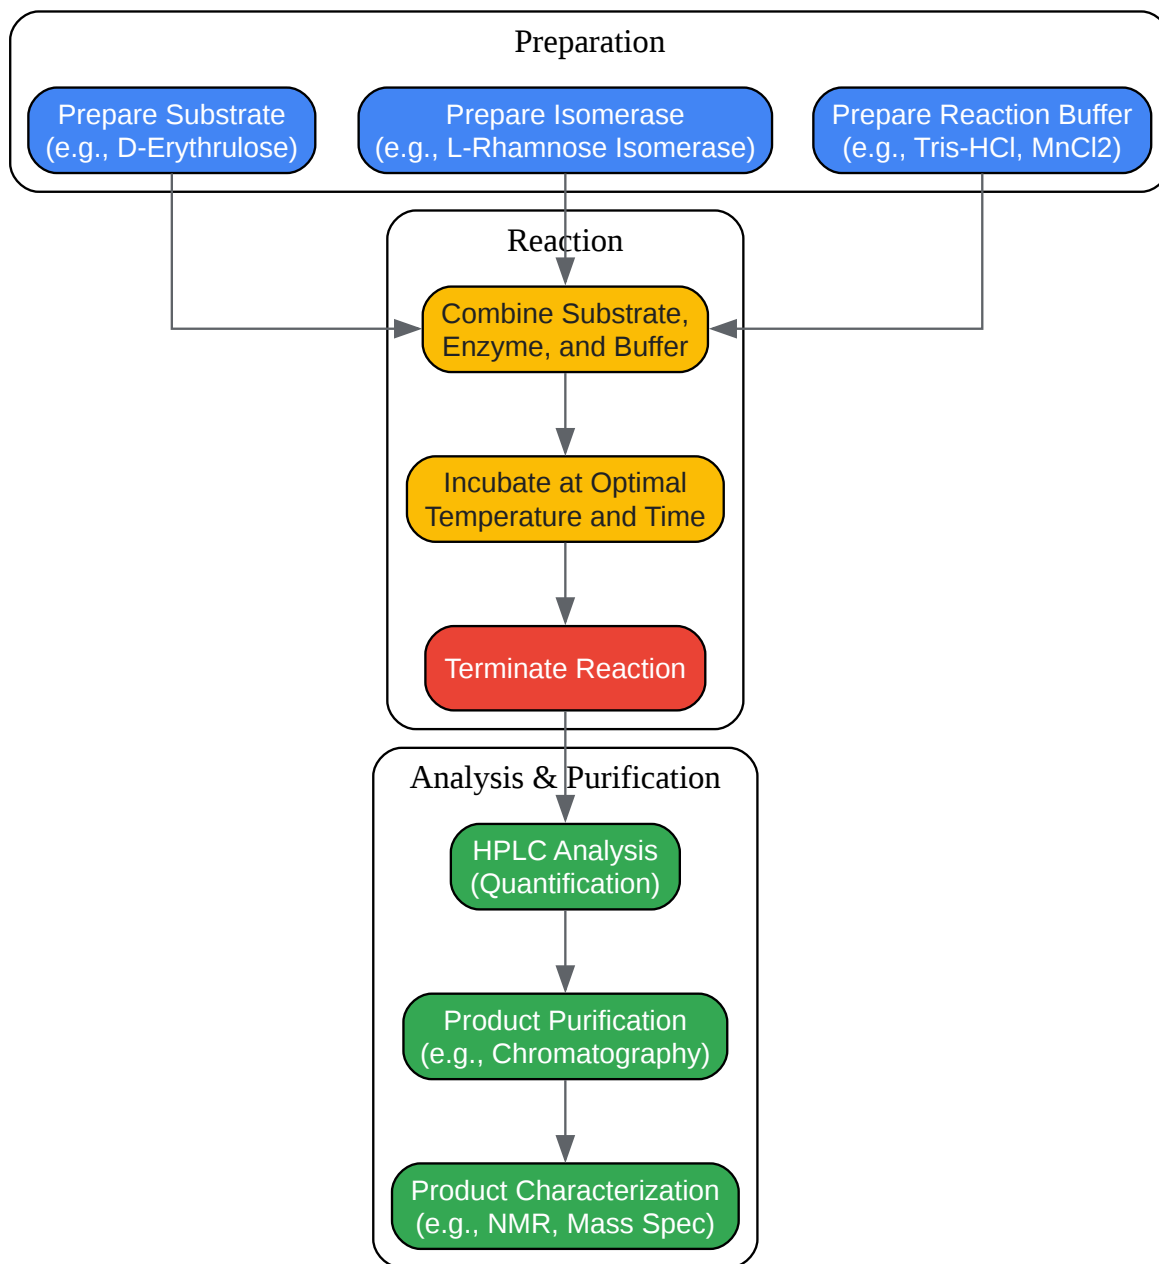 Preparation
Prepare Substrate
(e.g., D-Erythrulose)
Prepare Isomerase
(e.g., L-Rhamnose Isomerase)
Prepare Reaction Buffer
(e.g., Tris-HCl, MnCl2)
Reaction
Combine Substrate,
Enzyme, and Buffer
Incubate at Optimal
Temperature and Time
Terminate Reaction
Analysis & Purification
HPLC Analysis
(Quantification)
Product Purification
(e.g., Chromatography)
Product Characterization
(e.g., NMR, Mass Spec)